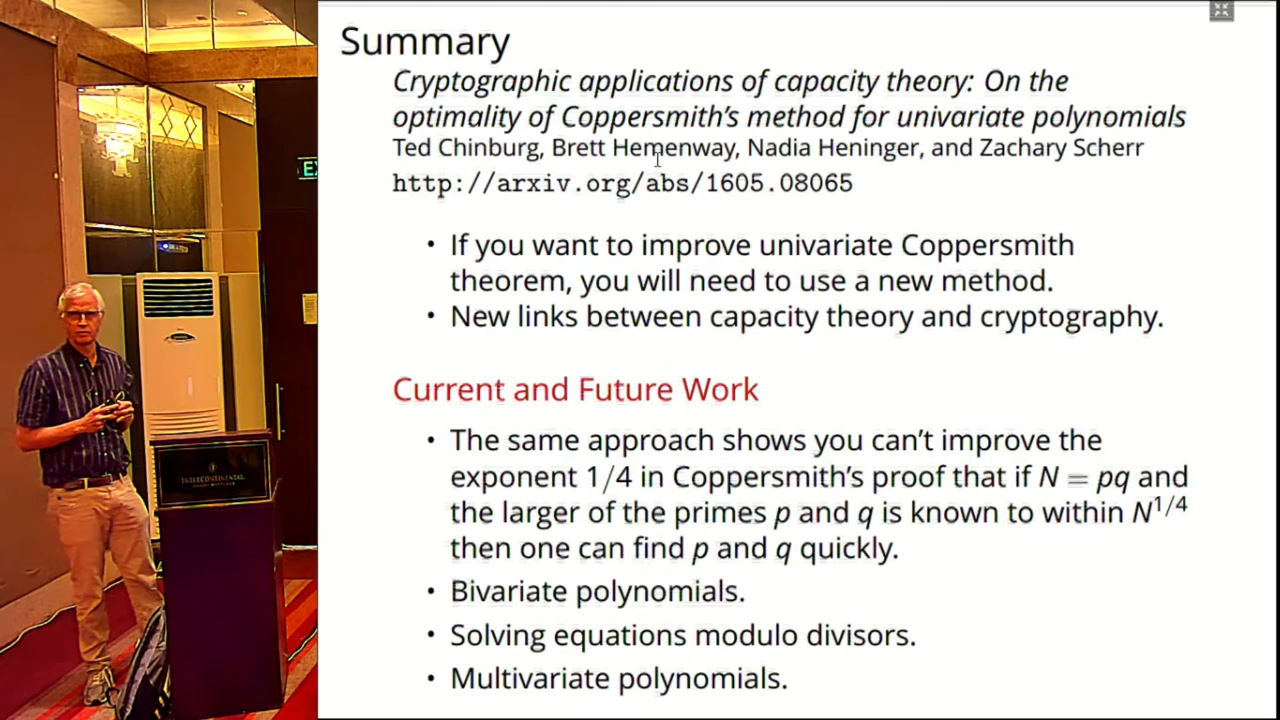 Summary
Cryptographic applications of capacity theory: On the
optimality of Coppersmith's method for univariate polynomials
Ted Chinburg, Brett Hemenway, Nadia Heninger, and Zachary Scherr
http://arxiv.org/abs/1605.08065
• If you want to improve univariate Coppersmith
theorem, you will need to use a new method.
• New links between capacity theory and cryptography.
Current and Future Work
• The same approach shows you can't improve the
exponent 1/4 in Coppersmith's proof that if N = pq and
the larger of the primes p and q is known to within N^{1/4}
then one can find p and q quickly.
• Bivariate polynomials.
• Solving equations modulo divisors.
• Multivariate polynomials.
EX
INTERCONTINENTAL